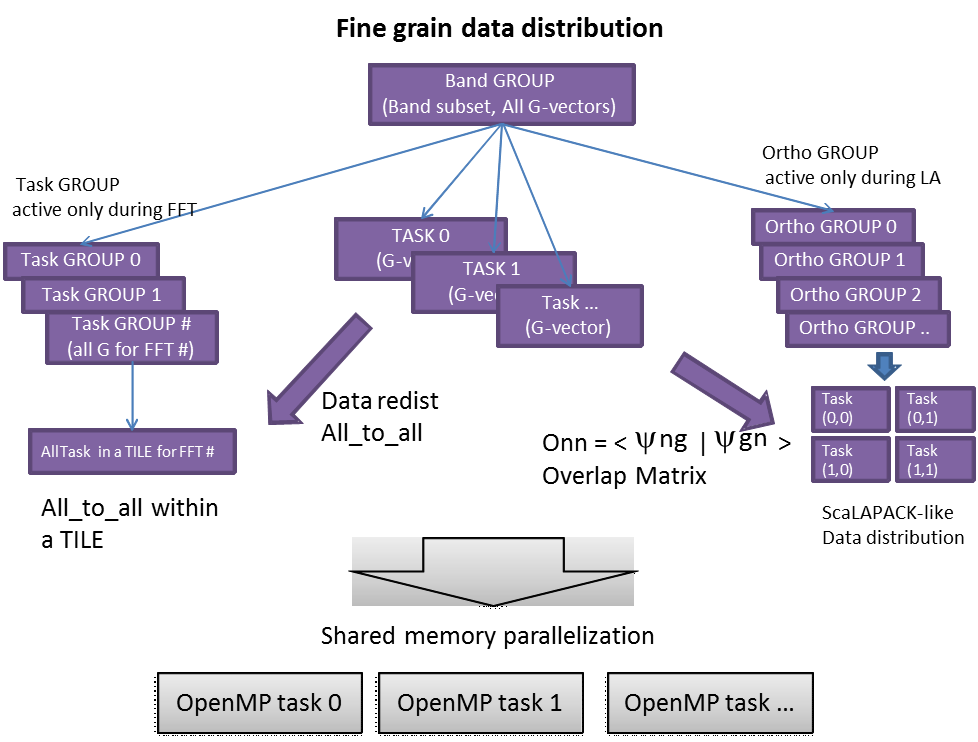 Fine grain data distribution
Band GROUP
(Band subset, All G-vectors)
Task GROUP
active only during FFT
Ortho GROUP
active only during LA
Task GROUP 0
Task GROUP 1
Task GROUP #
(all G for FFT #)
TASK 0
(G-v
TASK 1
(G-ve
Task ...
(G-vector)
Ortho GROUP 0
Ortho GROUP 1
Ortho GROUP 2
Ortho GROUP ..
All Task in a TILE for FFT #
All_to_all within
a TILE
Data redist
All_to_all
Onn = < ψng | ψgn >
Overlap Matrix
Task
(0,0)
Task
(0,1)
Task
(1,0)
Task
(1,1)
ScaLAPACK-like
Data distribution
Shared memory parallelization
OpenMP task 0
OpenMP task 1
OpenMP task ...